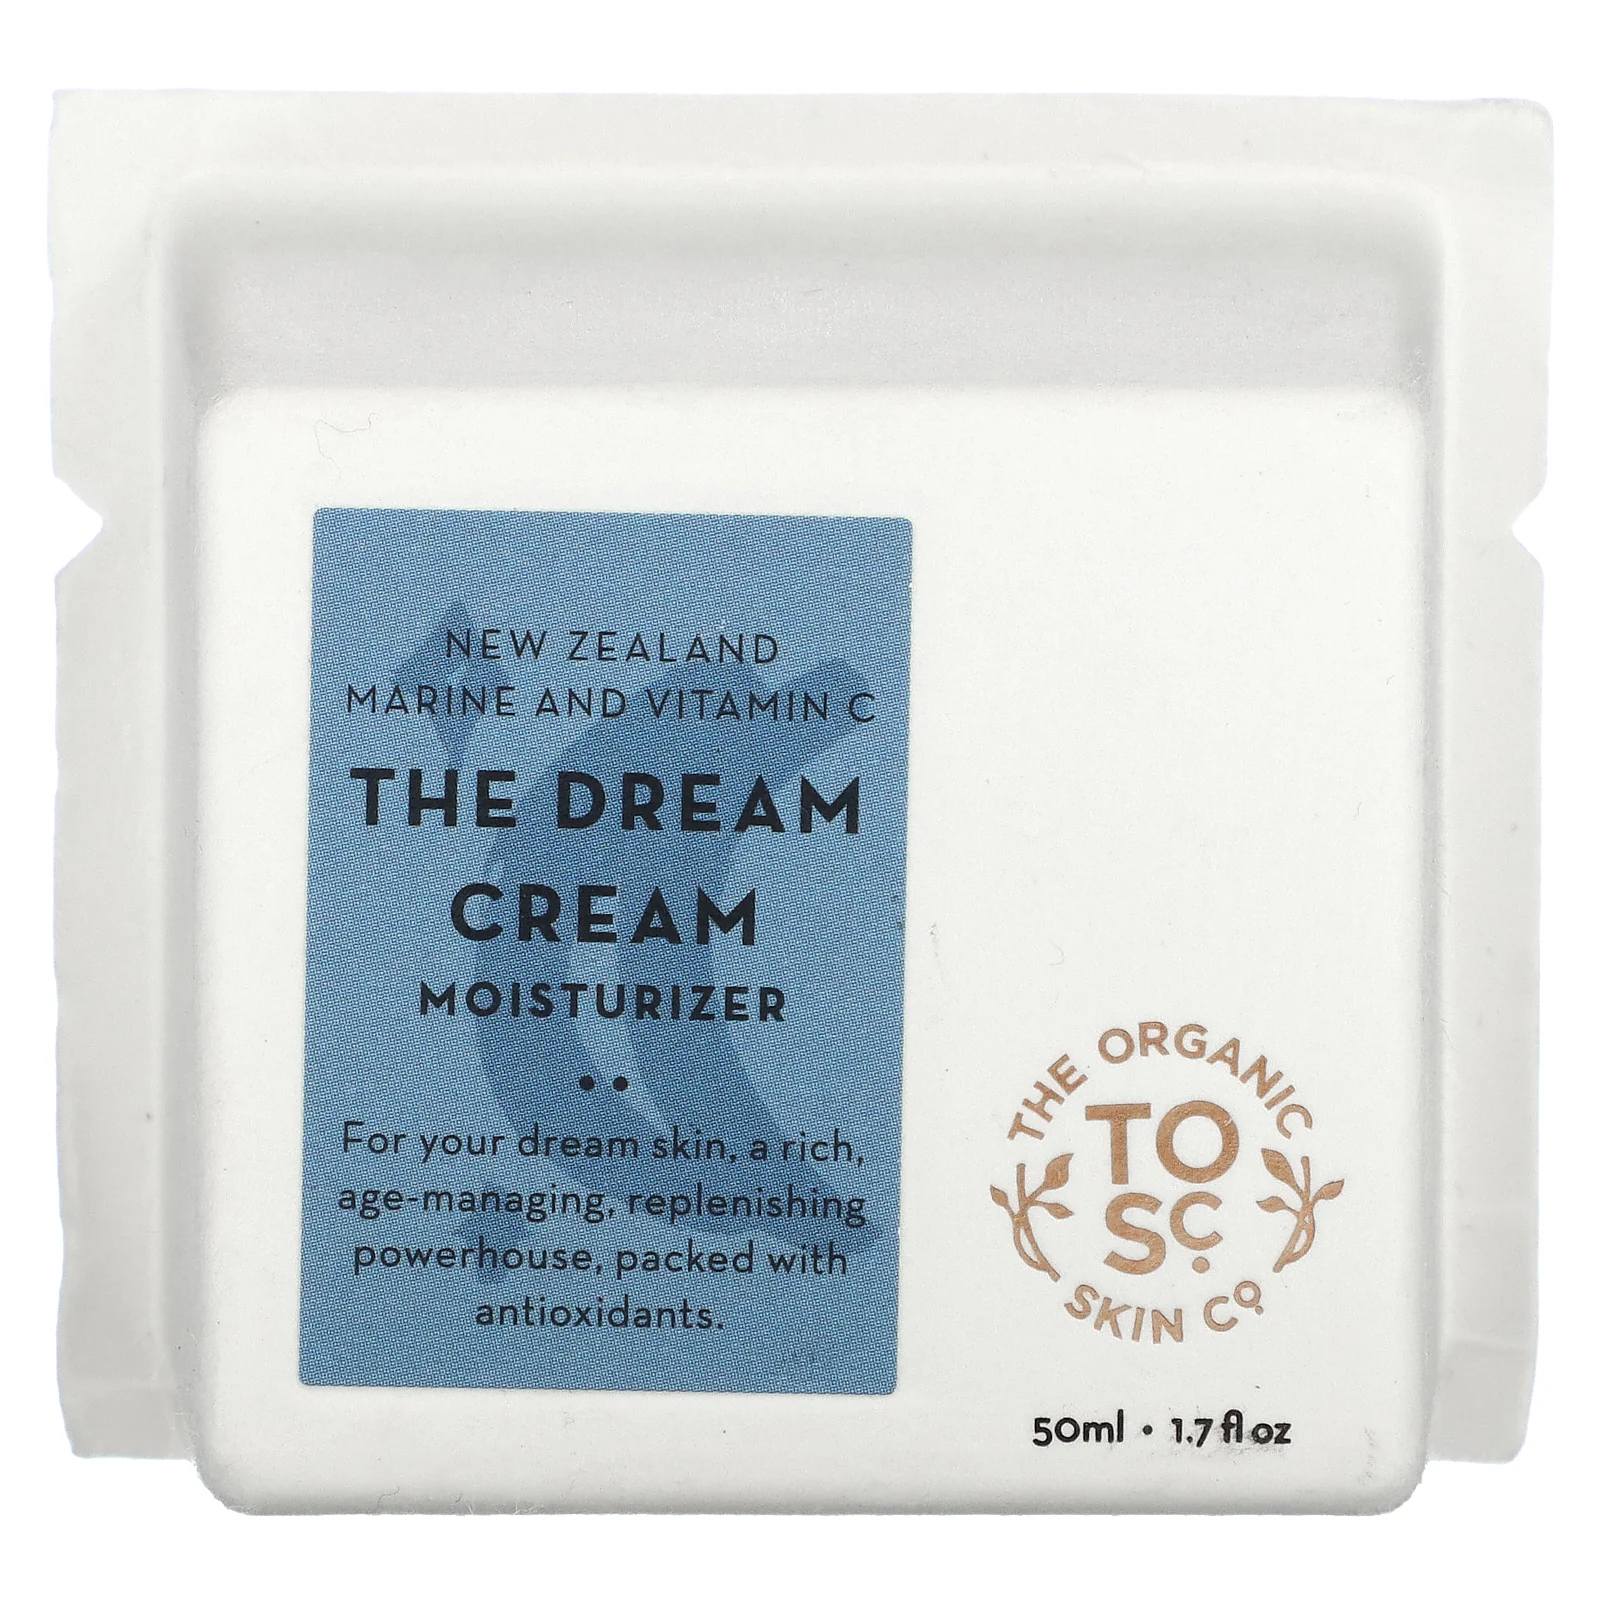 NEW ZEALAND
MARINE AND VITAMIN C
THE DREAM
CREAM
MOISTURIZER
••
For your dream skin, a rich,
age-managing, replenishing
powerhouse, packed with
antioxidants.
THE ORGANIC
TO
SC.
SKIN CO.
50ml • 1.7 fl oz